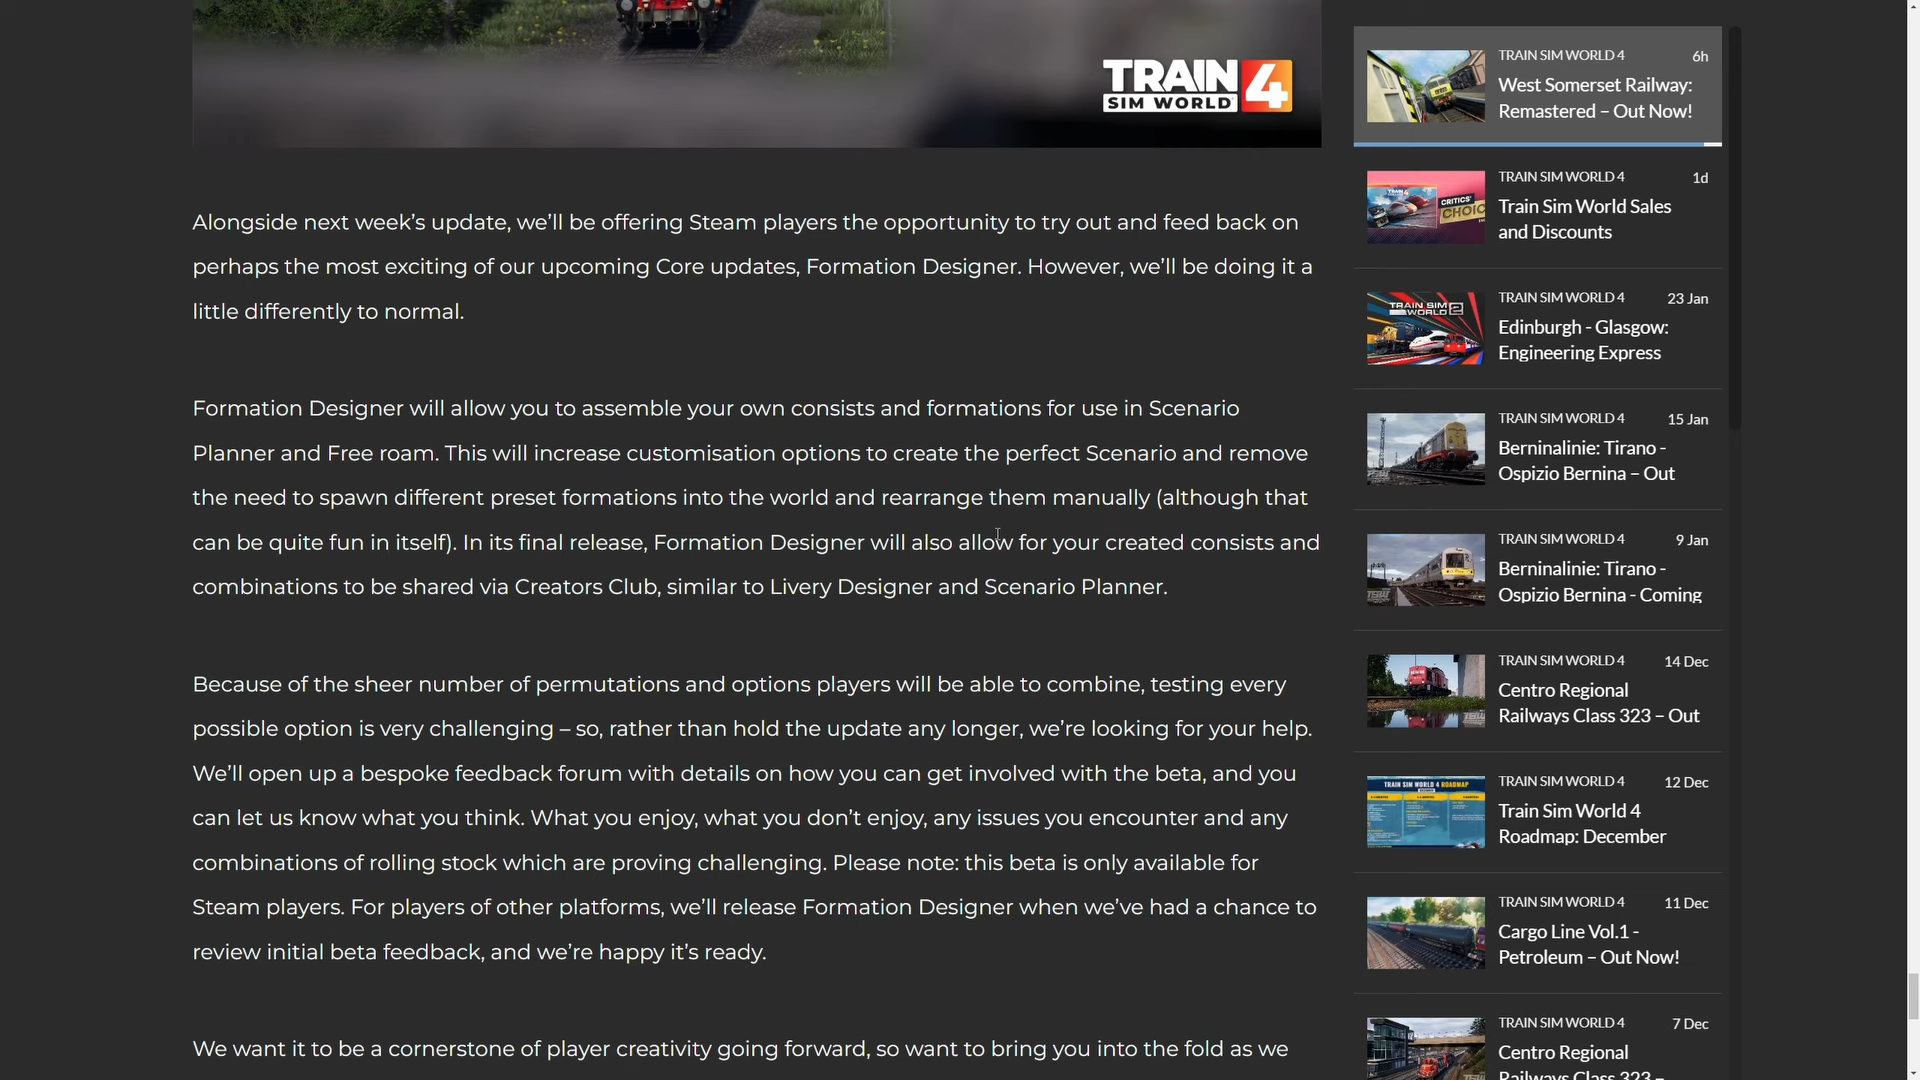 TRAIN
SIM WORLD 4
Alongside next week’s update, we’ll be offering Steam players the opportunity to try out and feed back on
perhaps the most exciting of our upcoming Core updates, Formation Designer. However, we’ll be doing it a
little differently to normal.
Formation Designer will allow you to assemble your own consists and formations for use in Scenario
Planner and Free roam. This will increase customisation options to create the perfect Scenario and remove
the need to spawn different preset formations into the world and rearrange them manually (although that
can be quite fun in itself). In its final release, Formation Designer will also allow for your created consists and
combinations to be shared via Creators Club, similar to Livery Designer and Scenario Planner.
Because of the sheer number of permutations and options players will be able to combine, testing every
possible option is very challenging – so, rather than hold the update any longer, we’re looking for your help.
We’ll open up a bespoke feedback forum with details on how you can get involved with the beta, and you
can let us know what you think. What you enjoy, what you don’t enjoy, any issues you encounter and any
combinations of rolling stock which are proving challenging. Please note: this beta is only available for
Steam players. For players of other platforms, we’ll release Formation Designer when we’ve had a chance to
review initial beta feedback, and we’re happy it’s ready.
We want it to be a cornerstone of player creativity going forward, so want to bring you into the fold as we
TRAIN SIM WORLD 4 6h
West Somerset Railway:
Remastered – Out Now!
TRAIN SIM WORLD 4 1d
Train Sim World Sales
and Discounts
CRITICS'
CHOIC
TRAIN SIM WORLD 4 23 Jan
Edinburgh - Glasgow:
Engineering Express
TRAIN SIM
WORLD 2
TRAIN SIM WORLD 4 15 Jan
Berninalinie: Tirano -
Ospizio Bernina – Out
TRAIN SIM WORLD 4 9 Jan
Berninalinie: Tirano -
Ospizio Bernina - Coming
TRAIN SIM WORLD 4 14 Dec
Centro Regional
Railways Class 323 – Out
TRAIN SIM WORLD 4 12 Dec
Train Sim World 4
Roadmap: December
TRAIN SIM WORLD 4 ROADMAP
TRAIN SIM WORLD 4 11 Dec
Cargo Line Vol.1 -
Petroleum – Out Now!
TRAIN SIM WORLD 4 7 Dec
Centro Regional
Railways Class 323 –